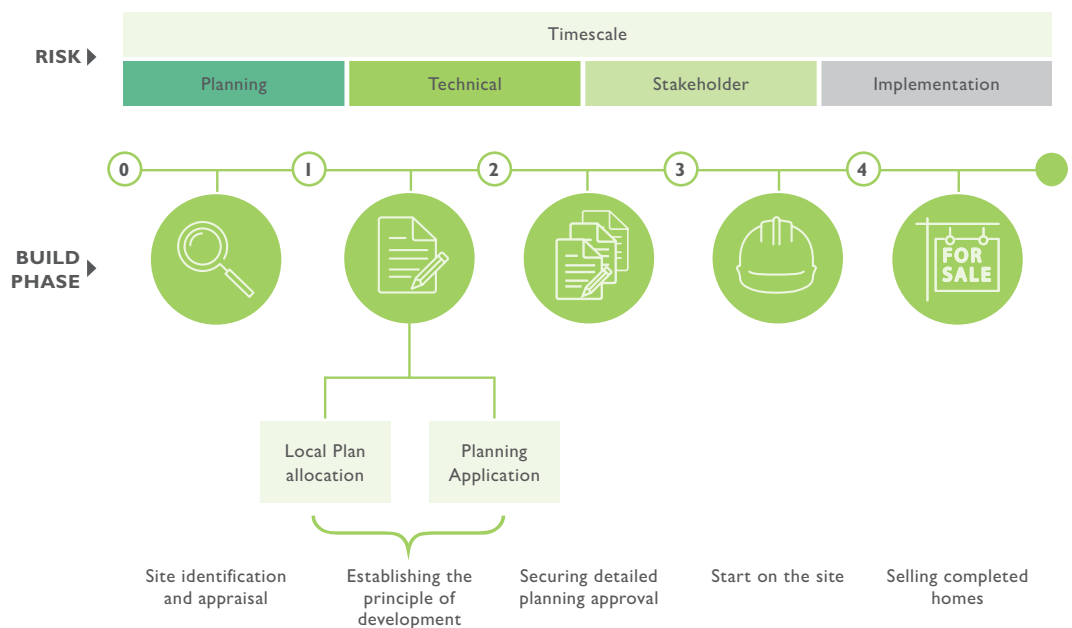 Timescale
RISK
Planning
Technical
Stakeholder
Implementation
0
1
2
3
4
BUILD
PHASE
FOR
SALE
Local Plan
allocation
Planning
Application
Site identification
and appraisal
Establishing the
principle of
development
Securing detailed
planning approval
Start on the site
Selling completed
homes